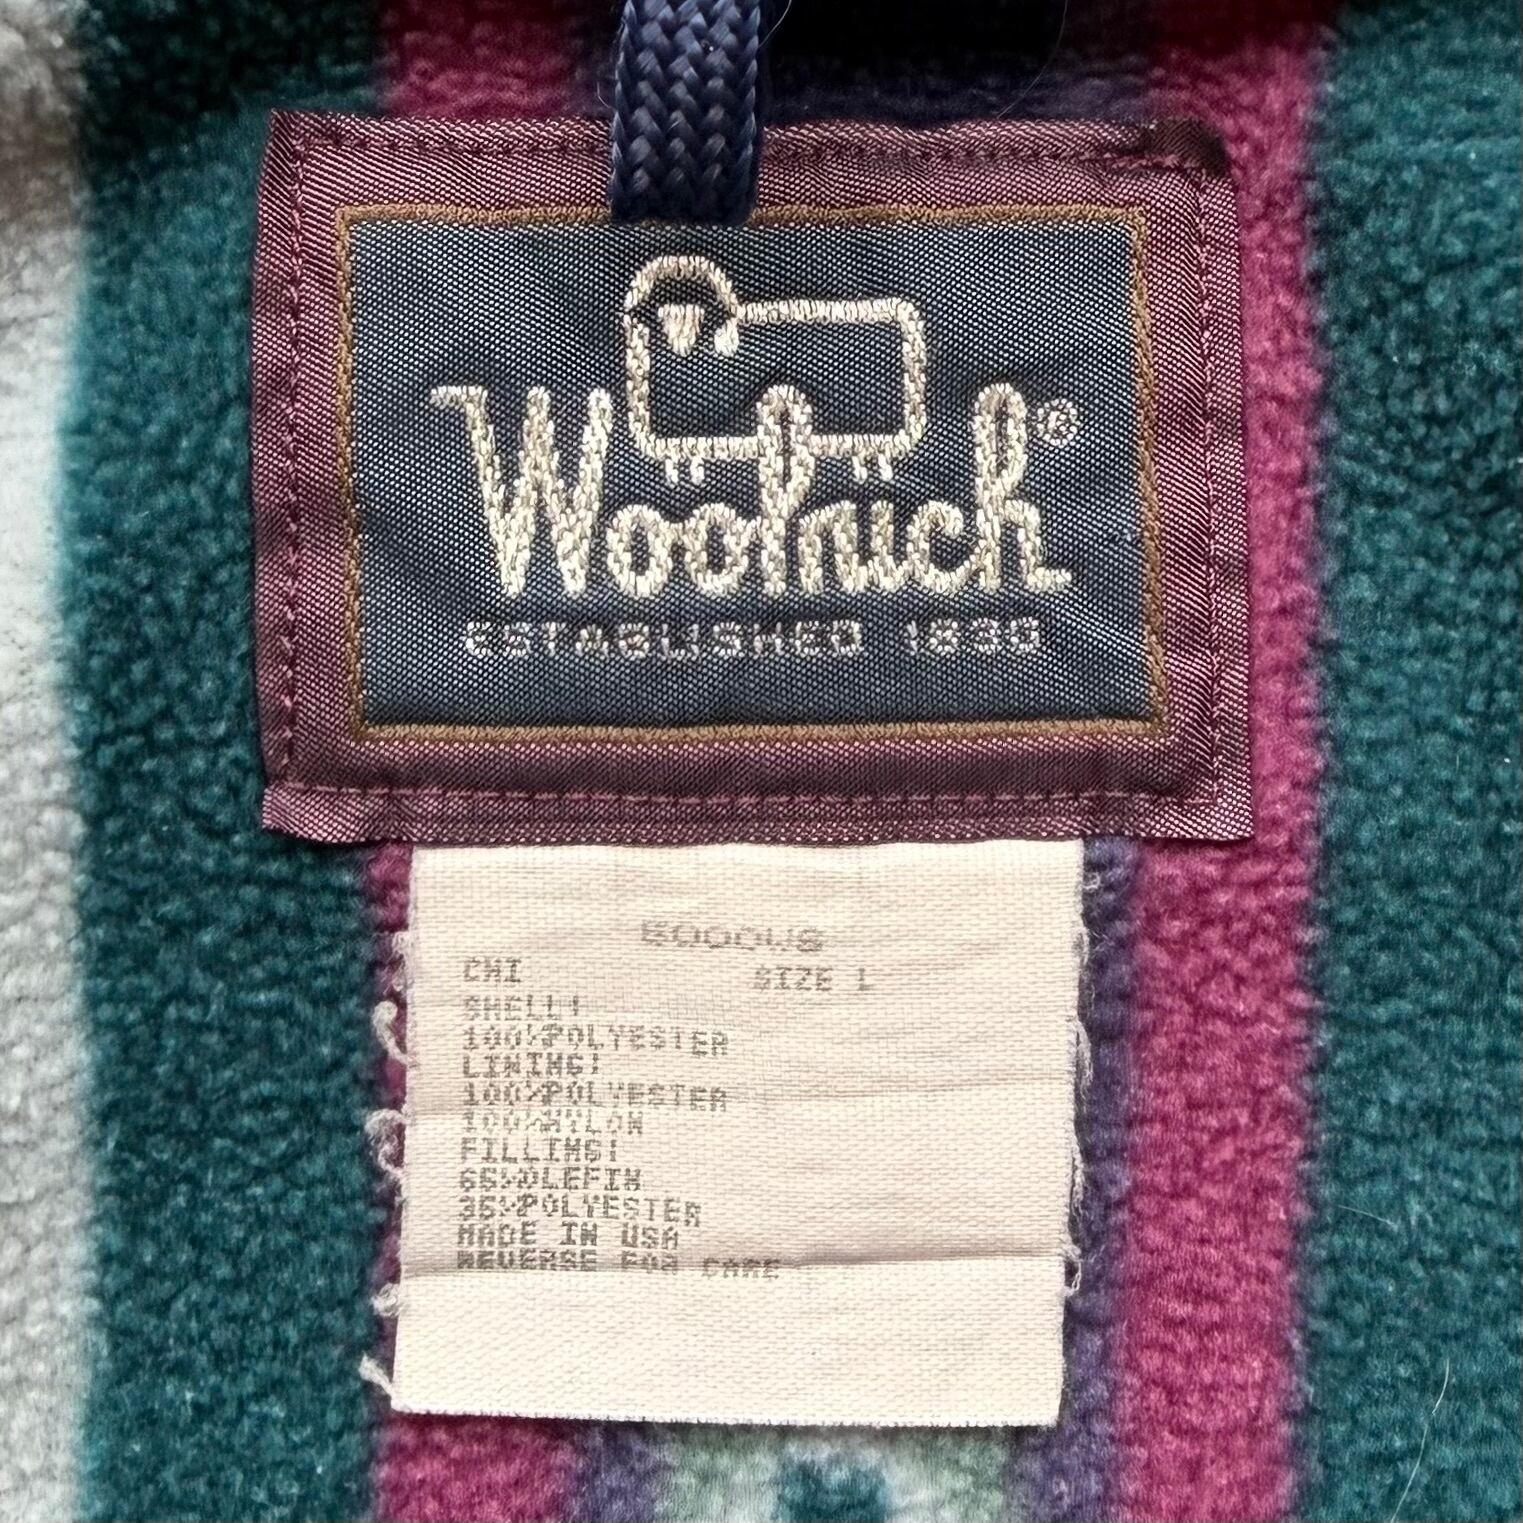 Woolrich®
ESTABLISHED 1830
6000US
CHI SIZE L
SHELL:
100%POLYESTER
LINING:
100%POLYESTER
100%NYLON
FILLING:
65%OLEFIN
35%POLYESTER
MADE IN USA
REVERSE FOR CARE